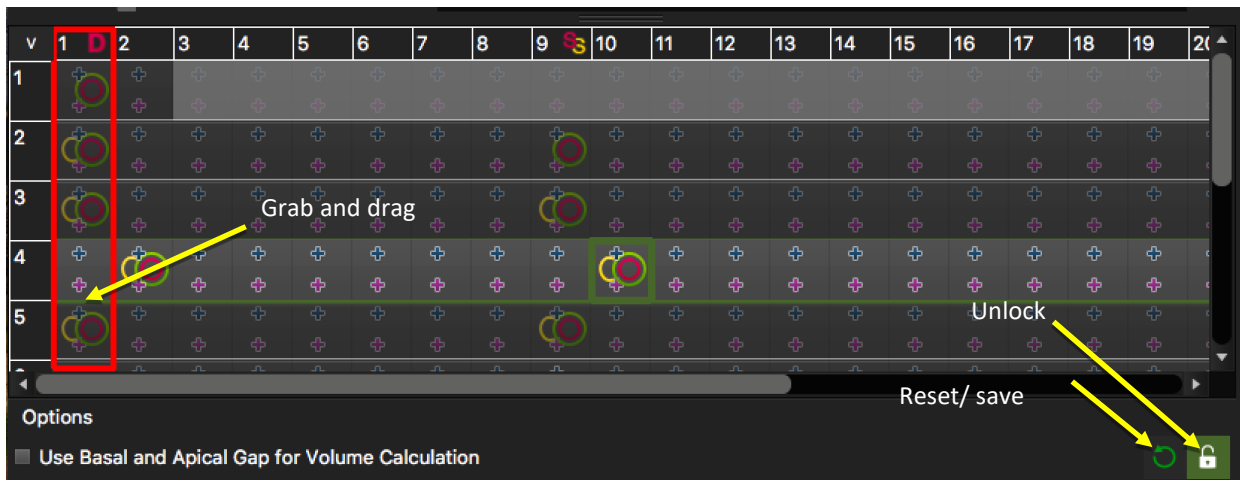 v 1 D 2 3 4 5 6 7 8 9 SS 10 11 12 13 14 15 16 17 18 19 20
1
2
3
Grab and drag
4
5
Unlock
Reset/ save
Options
Use Basal and Apical Gap for Volume Calculation